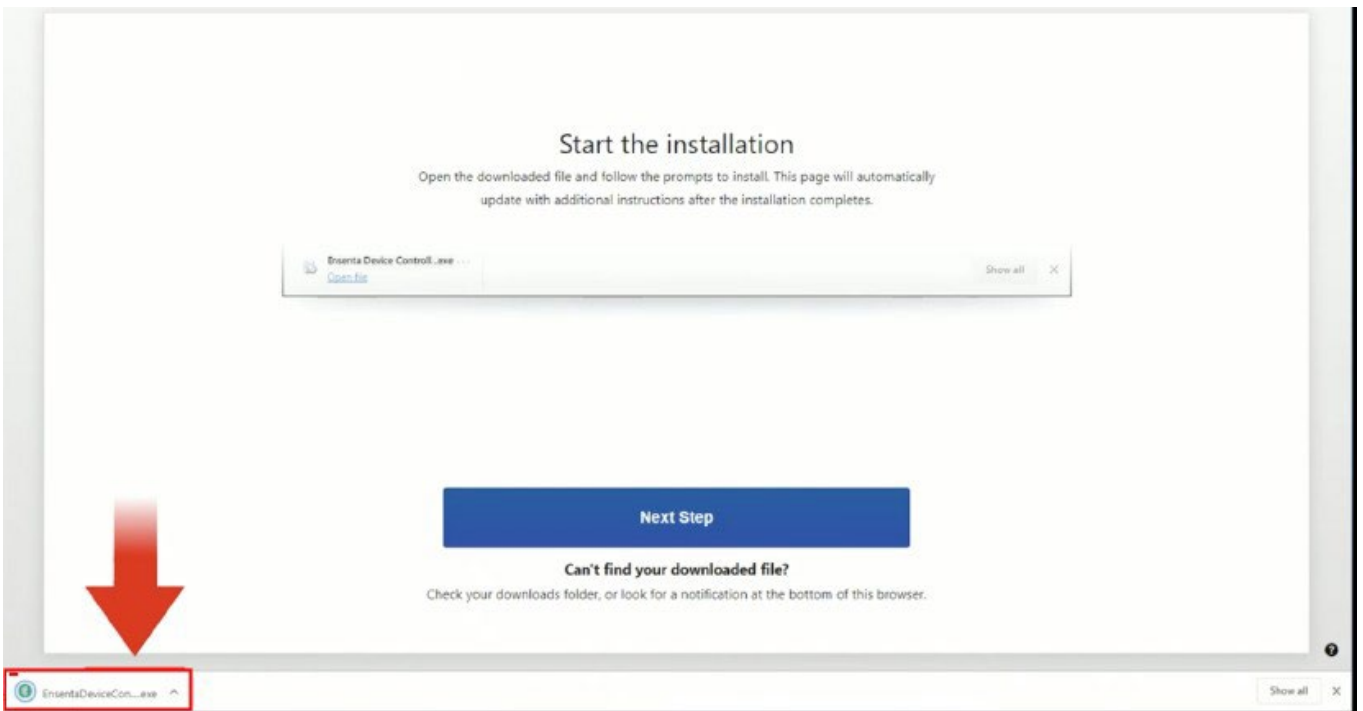 Start the installation
Open the downloaded file and follow the prompts to install. This page will automatically
update with additional instructions after the installation completes.
Ensenta Device Controll...exe ...
Open file
Show all
Next Step
Can't find your downloaded file?
Check your downloads folder, or look for a notification at the bottom of this browser.
EnsentaDeviceCon....exe
Show all